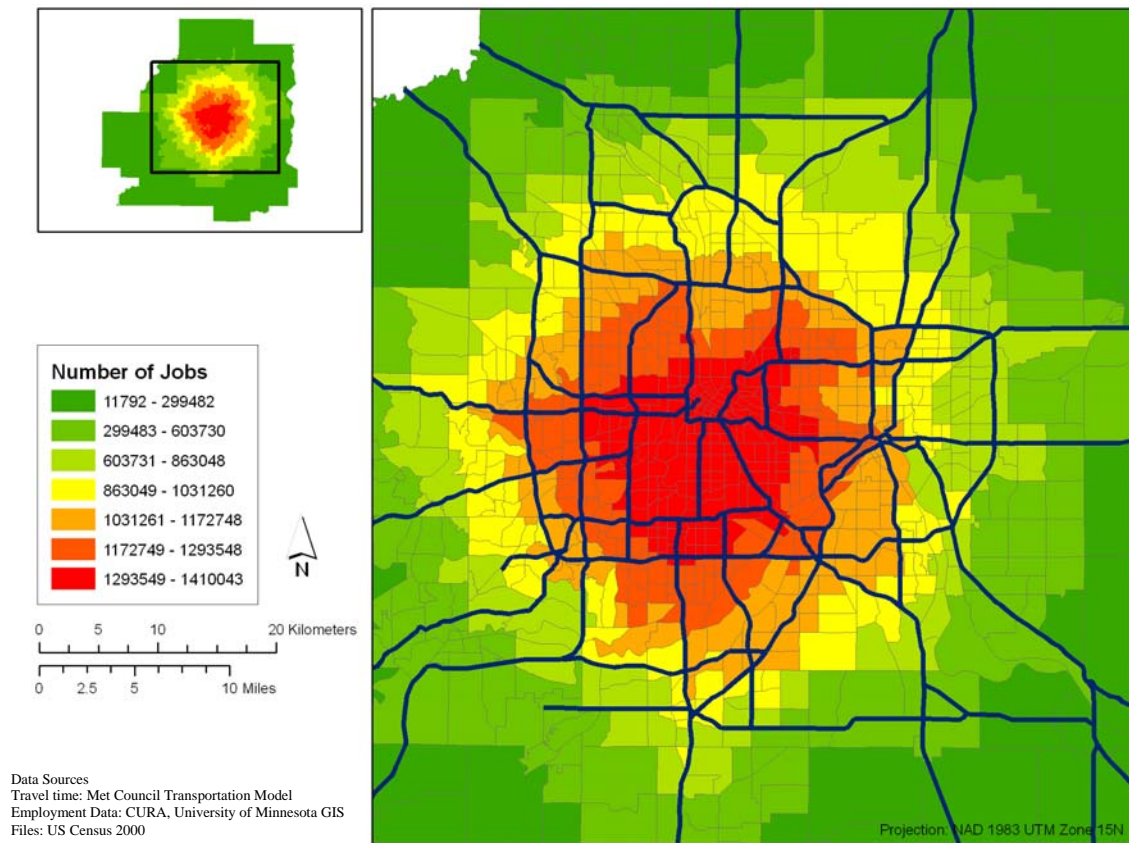 Number of Jobs
11792 - 299482
299483 - 603730
603731 - 863048
863049 - 1031260
1031261 - 1172748
1172749 - 1293548
1293549 - 1410043
N
0 5 10 20 Kilometers
0 2.5 5 10 Miles
Data Sources
Travel time: Met Council Transportation Model
Employment Data: CURA, University of Minnesota GIS
Files: US Census 2000
Projection: NAD 1983 UTM Zone 15N